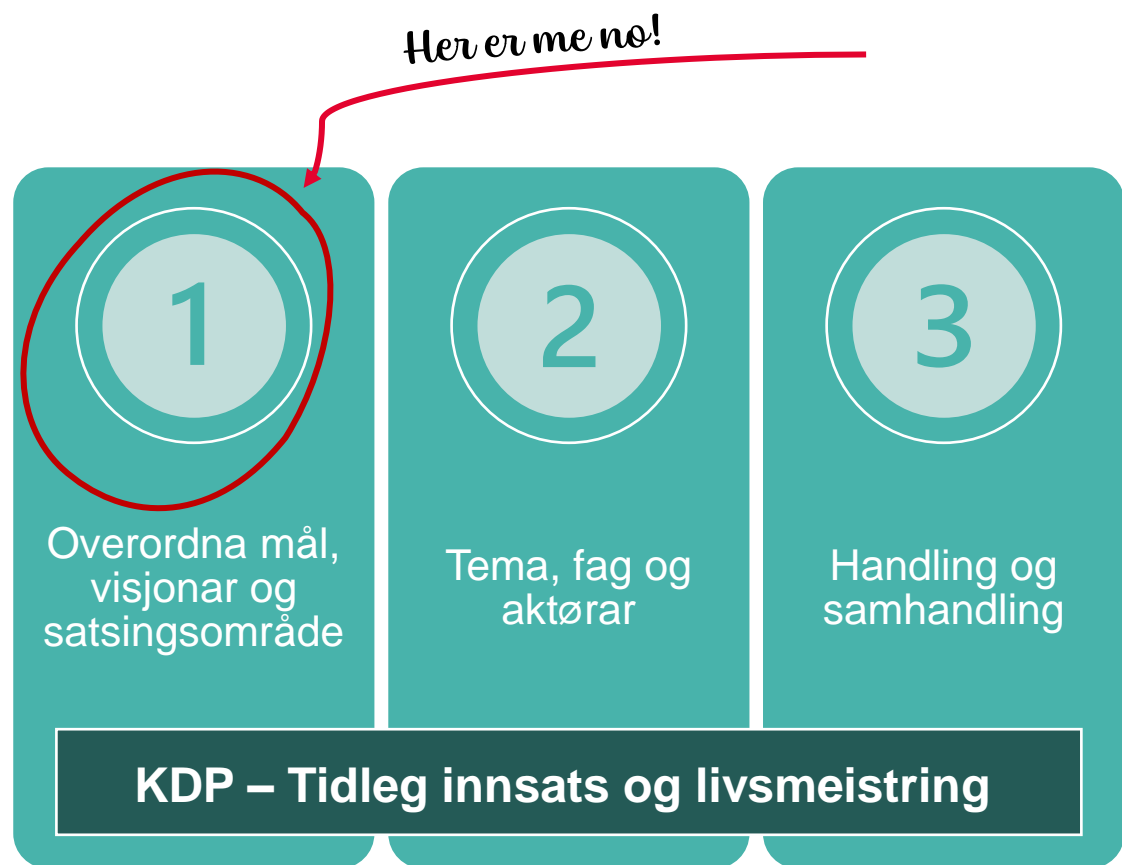 Her er me no!
1
Overordna mål,
visjonar og
satsingsområde
2
Tema, fag og
aktørar
3
Handling og
samhandling
KDP – Tidleg innsats og livsmeistring